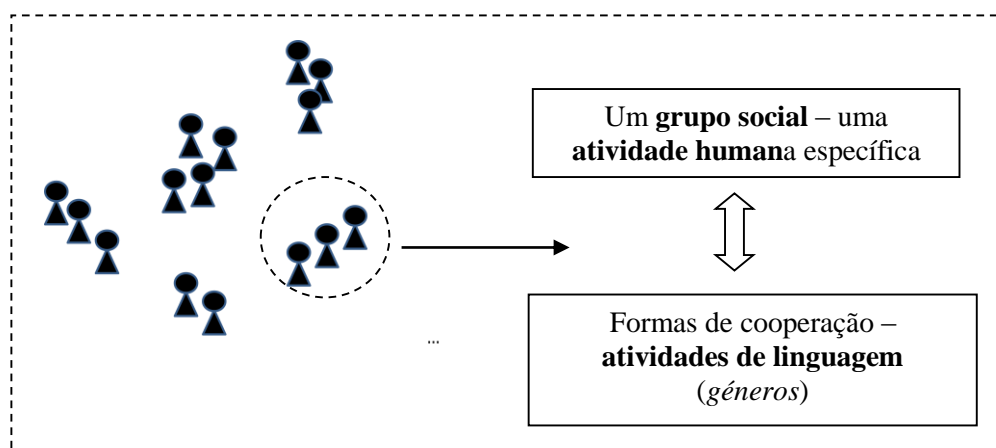 Um grupo social – uma
atividade humana específica
Formas de cooperação –
atividades de linguagem
(géneros)
...